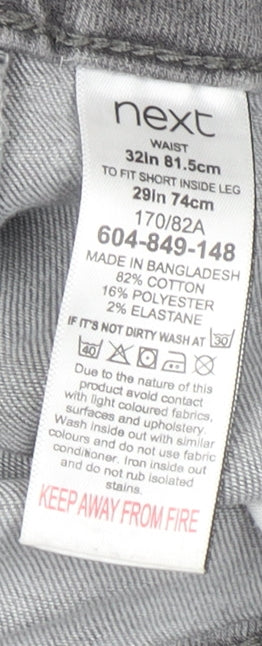 next
WAIST
32In 81.5cm
TO FIT SHORT INSIDE LEG
29In 74cm
170/82A
604-849-148
MADE IN BANGLADESH
82% COTTON
16% POLYESTER
2% ELASTANE
IF IT'S NOT DIRTY WASH AT 30
40
Due to the nature of this
product avoid contact
with light coloured fabrics,
surfaces and upholstery.
Wash inside out with similar
colours and do not use fabric
conditioner. Iron inside out
and do not rub isolated
stains.
KEEP AWAY FROM FIRE